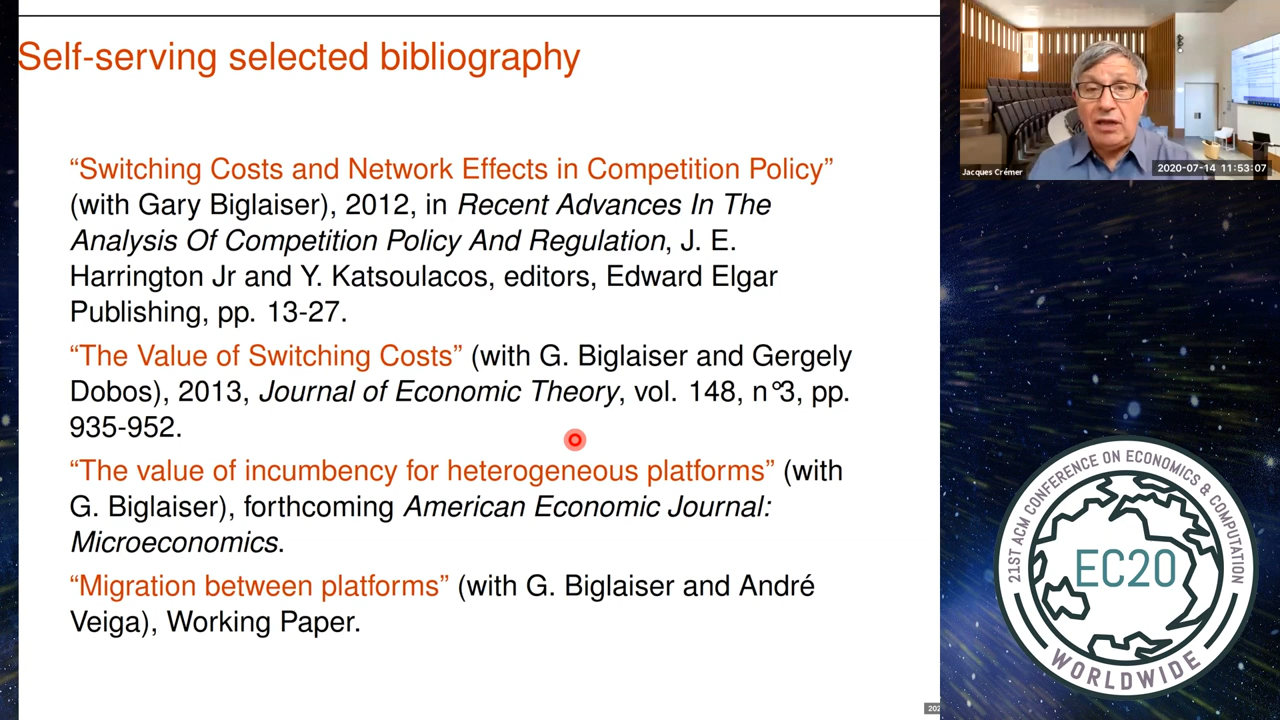 Self-serving selected bibliography
“Switching Costs and Network Effects in Competition Policy”
(with Gary Biglaiser), 2012, in Recent Advances In The
Analysis Of Competition Policy And Regulation, J. E.
Harrington Jr and Y. Katsoulacos, editors, Edward Elgar
Publishing, pp. 13-27.
“The Value of Switching Costs” (with G. Biglaiser and Gergely
Dobos), 2013, Journal of Economic Theory, vol. 148, n°3, pp.
935-952.
“The value of incumbency for heterogeneous platforms” (with
G. Biglaiser), forthcoming American Economic Journal:
Microeconomics.
“Migration between platforms” (with G. Biglaiser and André
Veiga), Working Paper.
Jacques Crémer
2020-07-14 11:53:07
21ST ACM CONFERENCE ON ECONOMICS & COMPUTATION
EC20
WORLDWIDE